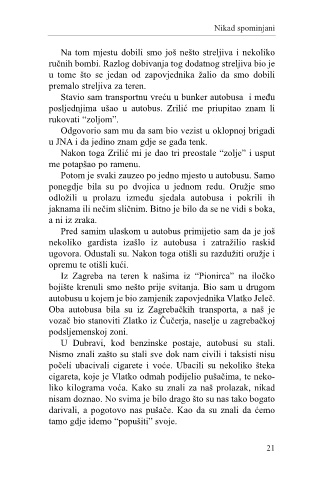 Nikad spominjani
Na tom mjestu dobili smo još nešto streljiva i nekoliko
ručnih bombi. Razlog dobivanja tog dodatnog streljiva bio je
u tome što se jedan od zapovjednika žalio da smo dobili
premalo streljiva za teren.
Stavio sam transportnu vreću u bunker autobusa i među
posljednjima ušao u autobus. Zrilić me priupitao znam li
rukovati “zoljom”.
Odgovorio sam mu da sam bio vezist u oklopnoj brigadi
u JNA i da jedino znam gdje se gađa tenk.
Nakon toga Zrilić mi je dao tri preostale “zolje” i usput
me potapšao po ramenu.
Potom je svaki zauzeo po jedno mjesto u autobusu. Samo
ponegdje bila su po dvojica u jednom redu. Oružje smo
odložili u prolazu između sjedala autobusa i pokrili ih
jaknama ili nečim sličnim. Bitno je bilo da se ne vidi s boka,
a ni iz zraka.
Pred samim ulaskom u autobus primijetio sam da je još
nekoliko gardista izašlo iz autobusa i zatražilo raskid
ugovora. Odustali su. Nakon toga otišli su razdužiti oružje i
opremu te otišli kući.
Iz Zagreba na teren k našima iz “Pionirca” na iločko
bojište krenuli smo nešto prije svitanja. Bio sam u drugom
autobusu u kojem je bio zamjenik zapovjednika Vlatko Jeleč.
Oba autobusa bila su iz Zagrebačkih transporta, a naš je
vozač bio stanoviti Zlatko iz Čučerja, naselje u zagrebačkoj
podsljemenskoj zoni.
U Dubravi, kod benzinske postaje, autobusi su stali.
Nismo znali zašto su stali sve dok nam civili i taksisti nisu
počeli ubacivali cigarete i voće. Ubacili su nekoliko šteka
cigareta, koje je Vlatko odmah podijelio pušačima, te neko-
liko kilograma voća. Kako su znali za naš prolazak, nikad
nisam doznao. No svima je bilo drago što su nas tako bogato
darivali, a pogotovo nas pušače. Kao da su znali da ćemo
tamo gdje idemo “popušiti” svoje.
21